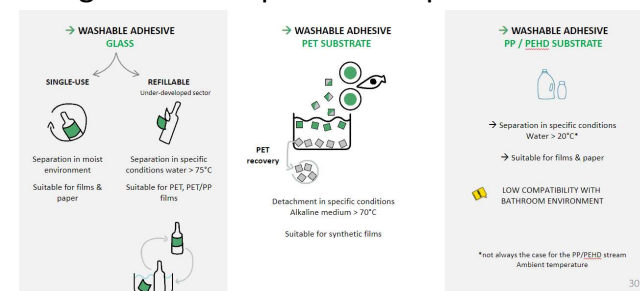 → WASHABLE ADHESIVE
GLASS
SINGLE-USE
Separation in moist
environment
Suitable for films &
paper
REFILLABLE
Under-developed sector
Separation in specific
conditions water > 75°C
Suitable for PET, PET/PP
films
→ WASHABLE ADHESIVE
PET SUBSTRATE
PET
recovery
Detachment in specific conditions
Alkaline medium > 70°C
Suitable for synthetic films
→ WASHABLE ADHESIVE
PP / PEHD SUBSTRATE
→ Separation in specific conditions
Water > 20°C*
→ Suitable for films & paper
LOW COMPATIBILITY WITH
BATHROOM ENVIRONMENT
*not always the case for the PP/PEHD stream
Ambient temperature
30